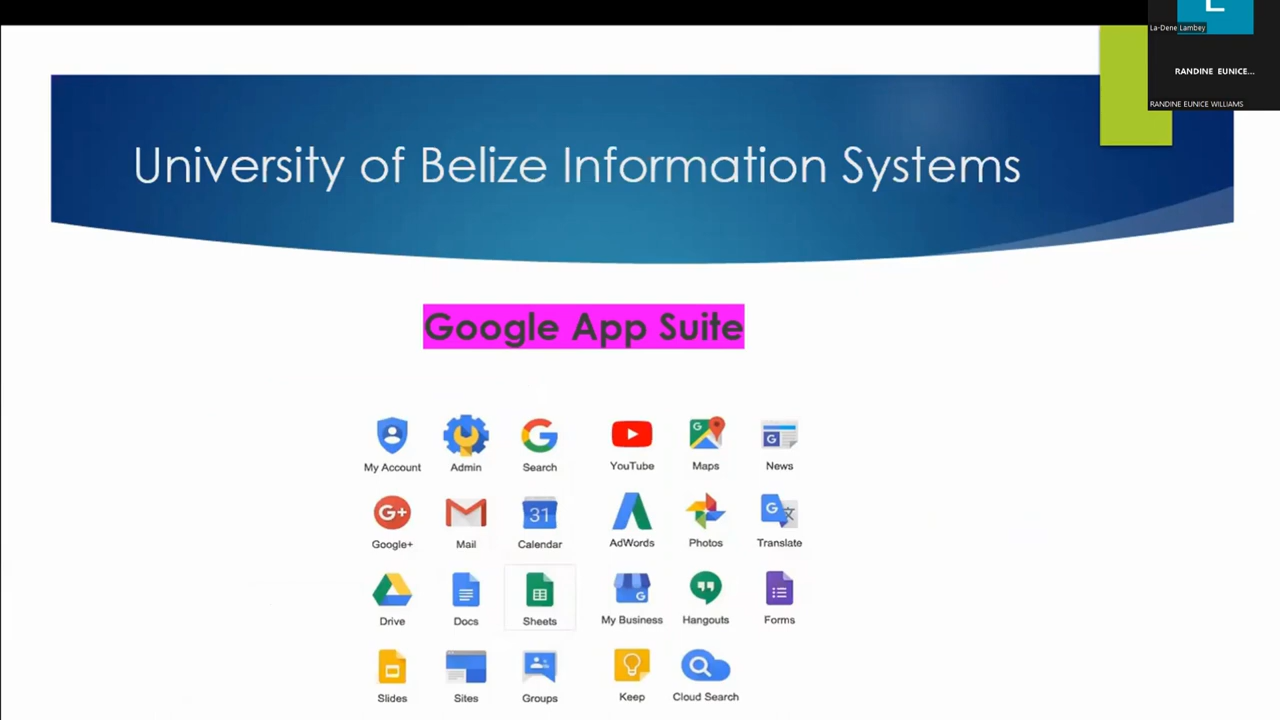 La-Dene Lambey
RANDINE EUNICE...
RANDINE EUNICE WILLIAMS
University of Belize Information Systems
Google App Suite
My Account Admin Search YouTube Maps News
Google+ Mail Calendar AdWords Photos Translate
Drive Docs Sheets My Business Hangouts Forms
Slides Sites Groups Keep Cloud Search
G+
31
G
G
G
G